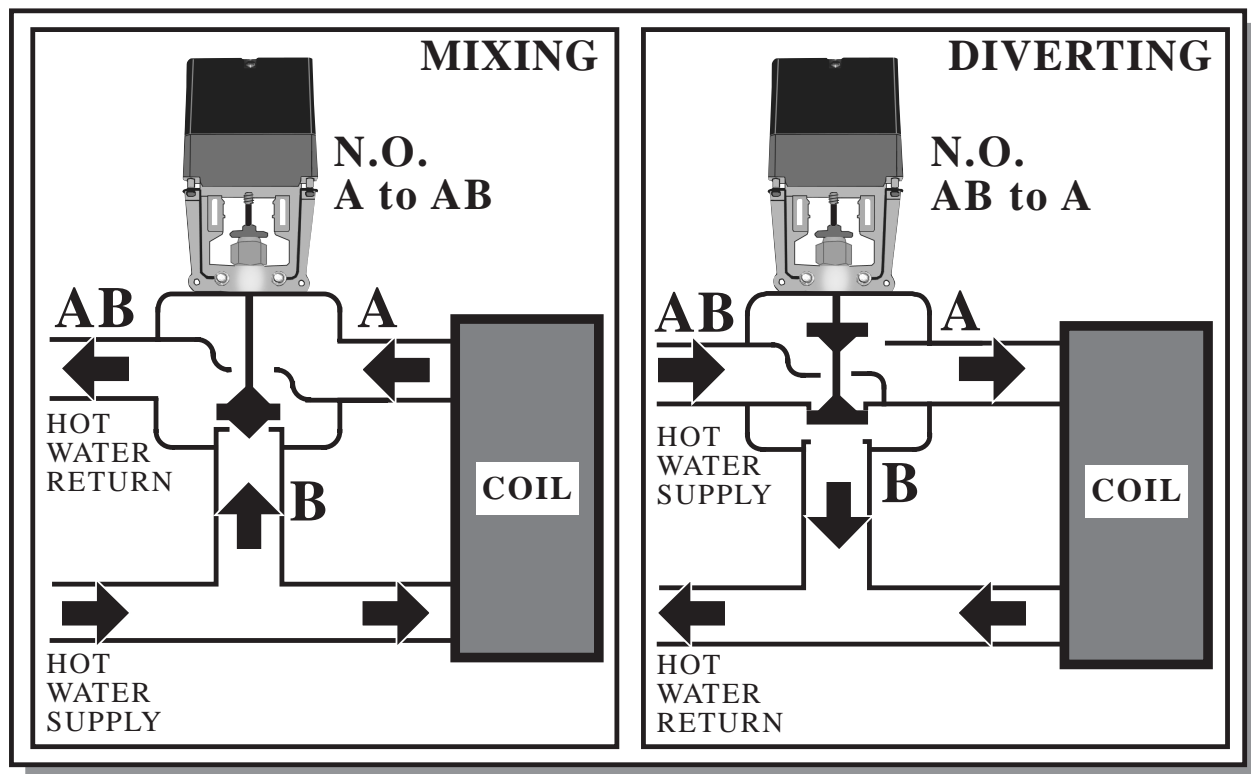 MIXING
N.O.
A to AB
AB
A
HOT
WATER
RETURN
B
COIL
HOT
WATER
SUPPLY
DIVERTING
N.O.
AB to A
AB
A
HOT
WATER
SUPPLY
B
COIL
HOT
WATER
RETURN